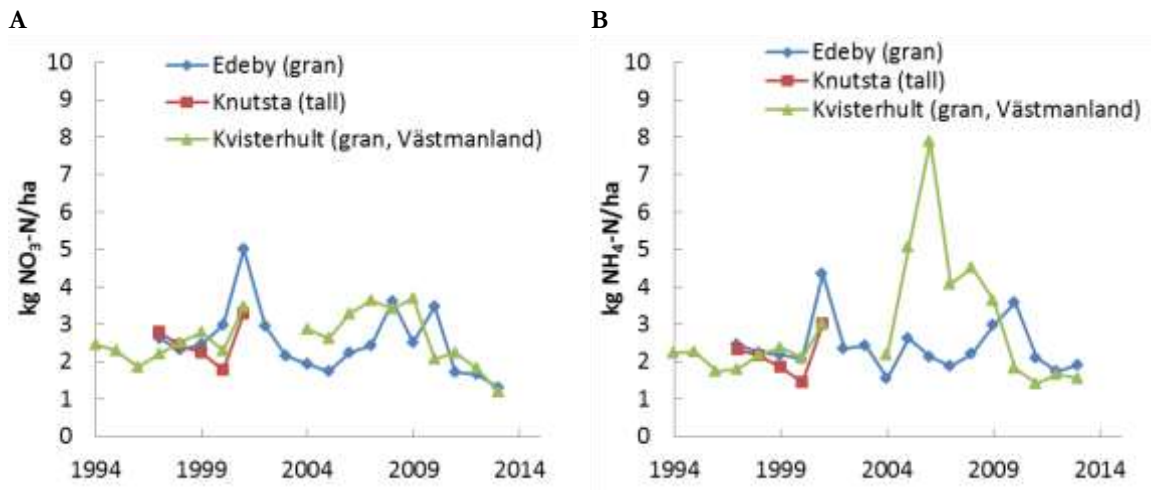 A
10
9
8
7
6
5
4
3
2
1
0
kg NO3-N/ha
Edeby (gran)
Knutsta (tall)
Kvisterhult (gran, Västmanland)
1994 1999 2004 2009 2014
B
10
9
8
7
6
5
4
3
2
1
0
kg NH4-N/ha
Edeby (gran)
Knutsta (tall)
Kvisterhult (gran, Västmanland)
1994 1999 2004 2009 2014